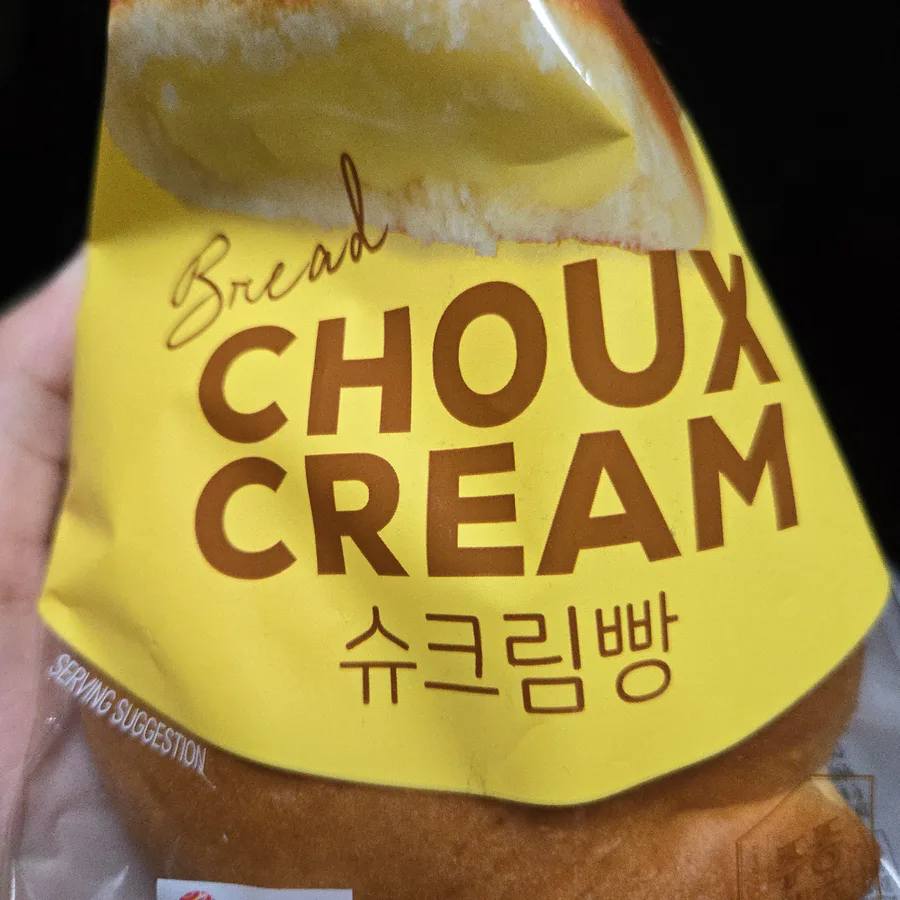 Bread
CHOUX
CREAM
슈크림빵
SERVING SUGGESTION